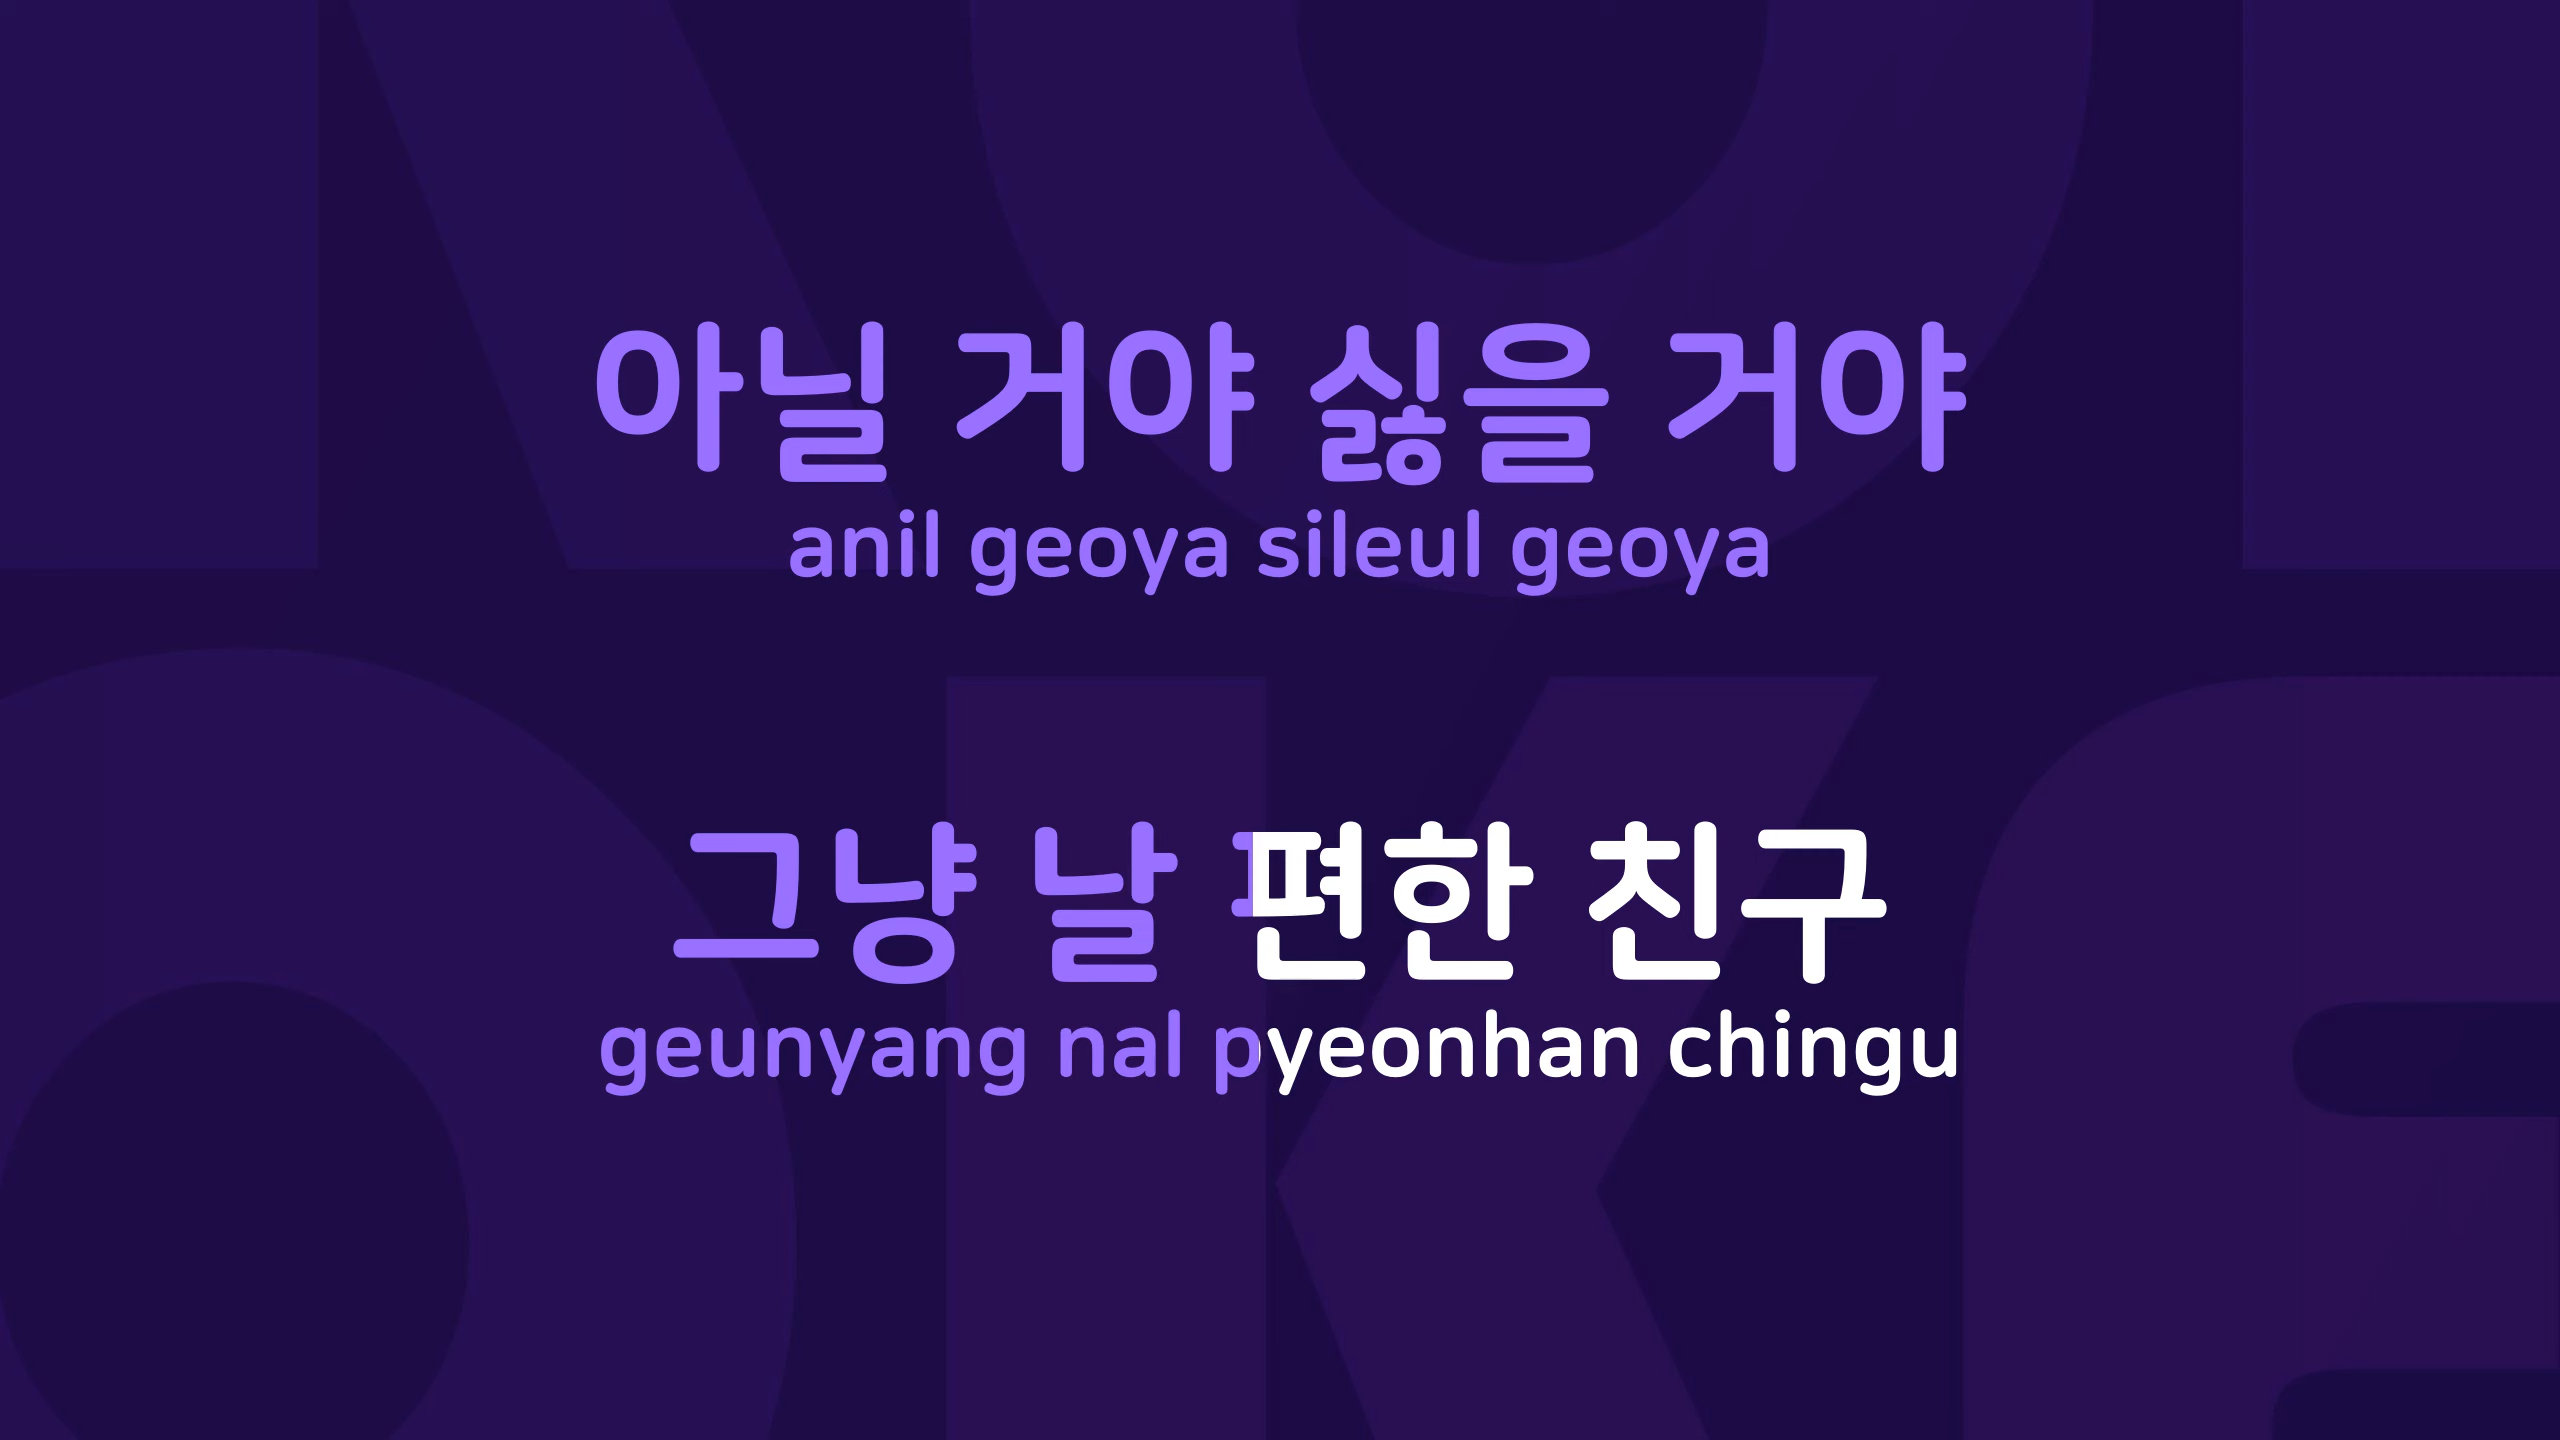 아닐 거야 싫을 거야
anil geoya sileul geoya
그냥 날 편한 친구
geunyang nal pyeonhan chingu